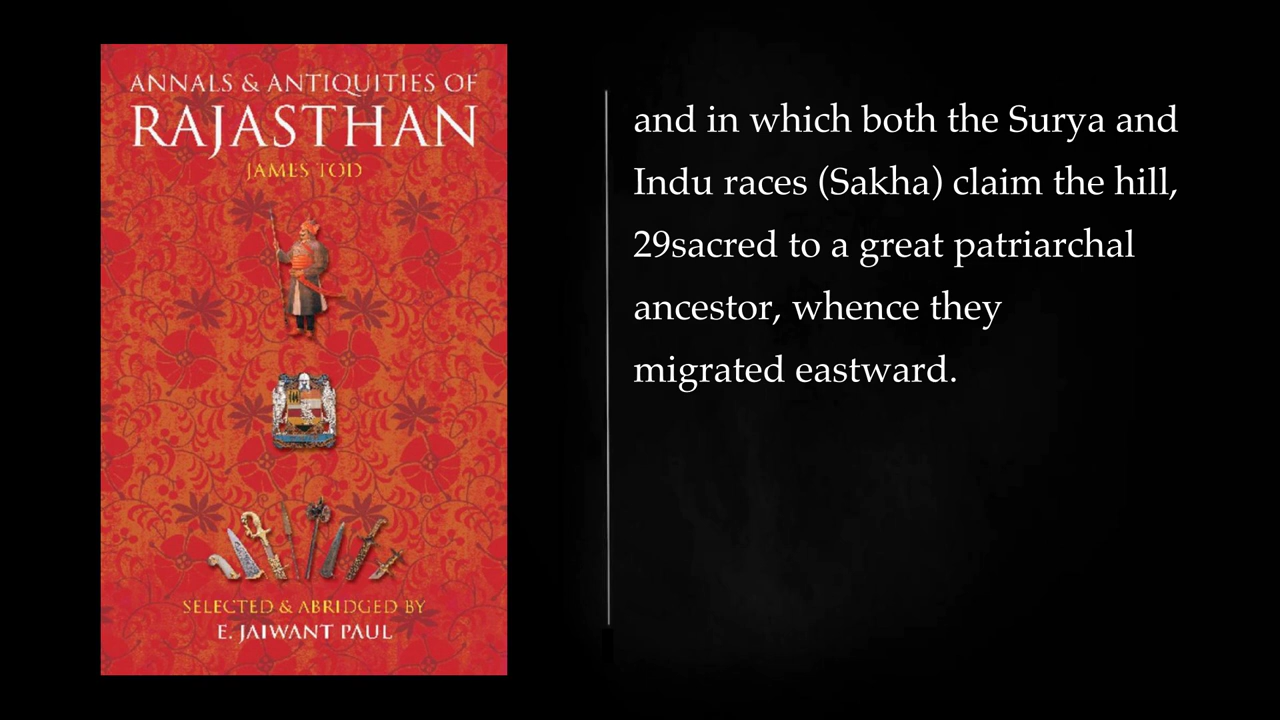 ANNALS & ANTIQUITIES OF
RAJASTHAN
JAMES TOD
SELECTED & ABRIDGED BY
E. JAIWANT PAUL
and in which both the Surya and
Indu races (Sakha) claim the hill,
29sacred to a great patriarchal
ancestor, whence they
migrated eastward.